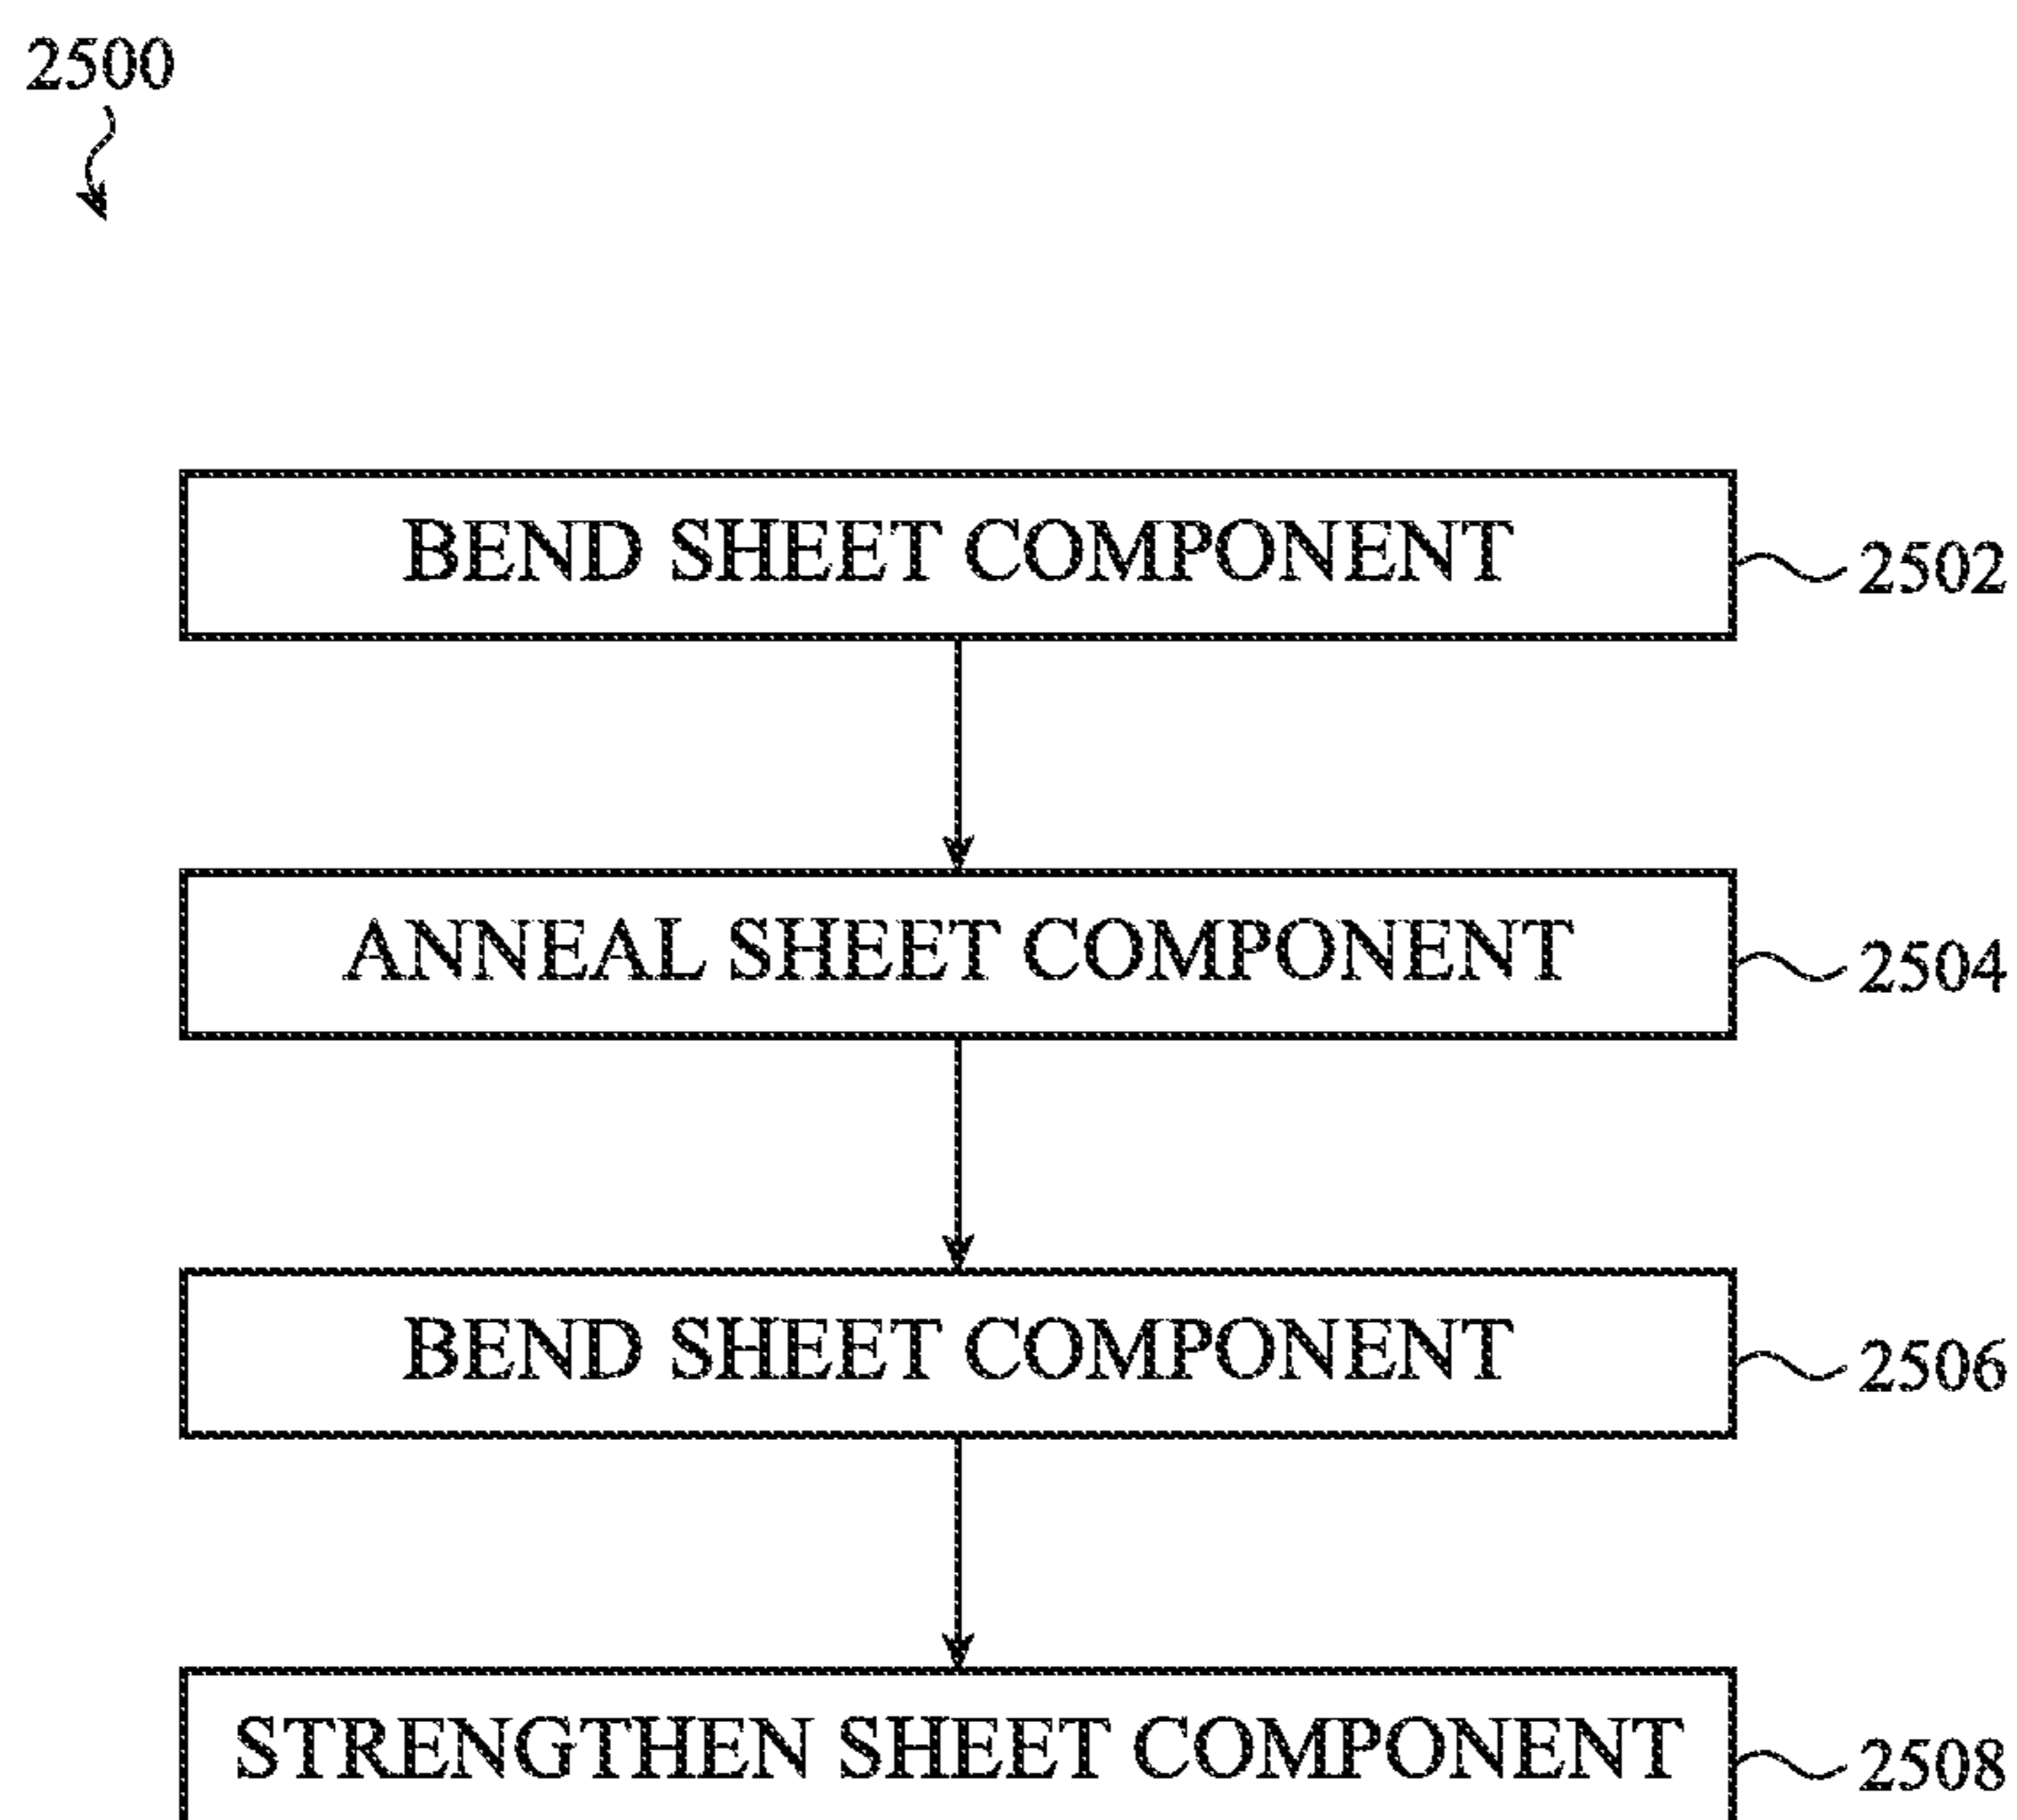 2500
BEND SHEET COMPONENT
2502
ANNEAL SHEET COMPONENT
2504
BEND SHEET COMPONENT
2506
STRENGTHEN SHEET COMPONENT
2508